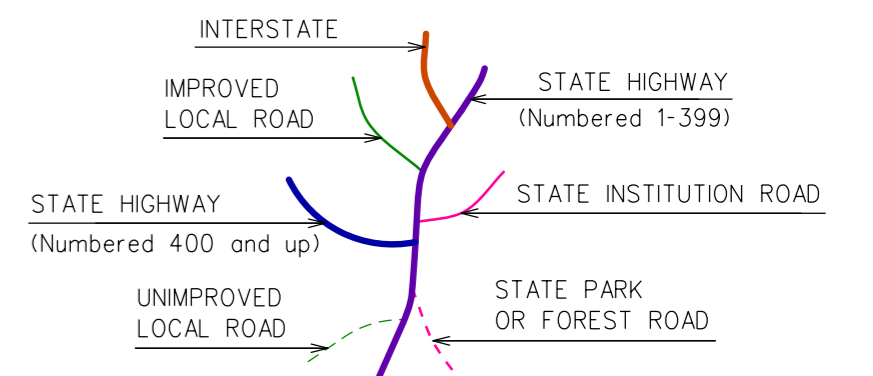 INTERSTATE
IMPROVED
LOCAL ROAD
STATE HIGHWAY
(Numbered 1-399)
STATE HIGHWAY
(Numbered 400 and up)
STATE INSTITUTION ROAD
UNIMPROVED
LOCAL ROAD
STATE PARK
OR FOREST ROAD